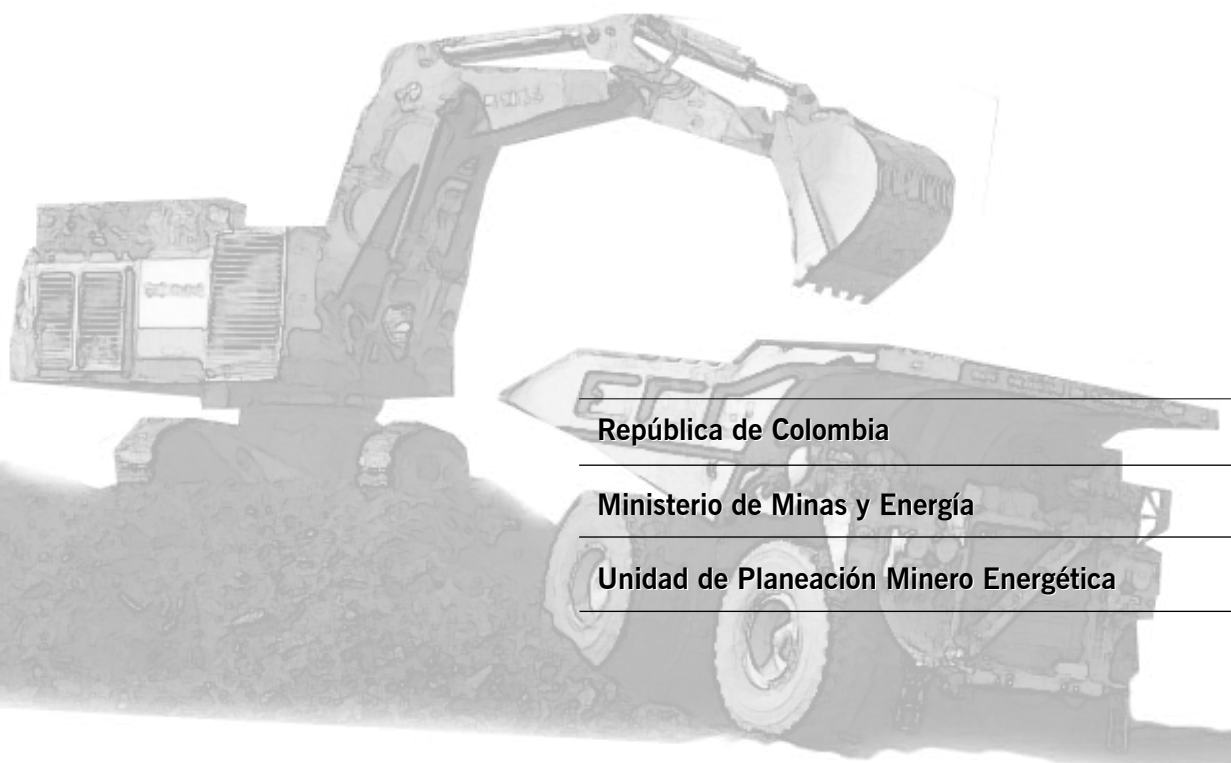 República de Colombia
Ministerio de Minas y Energía
Unidad de Planeación Minero Energética